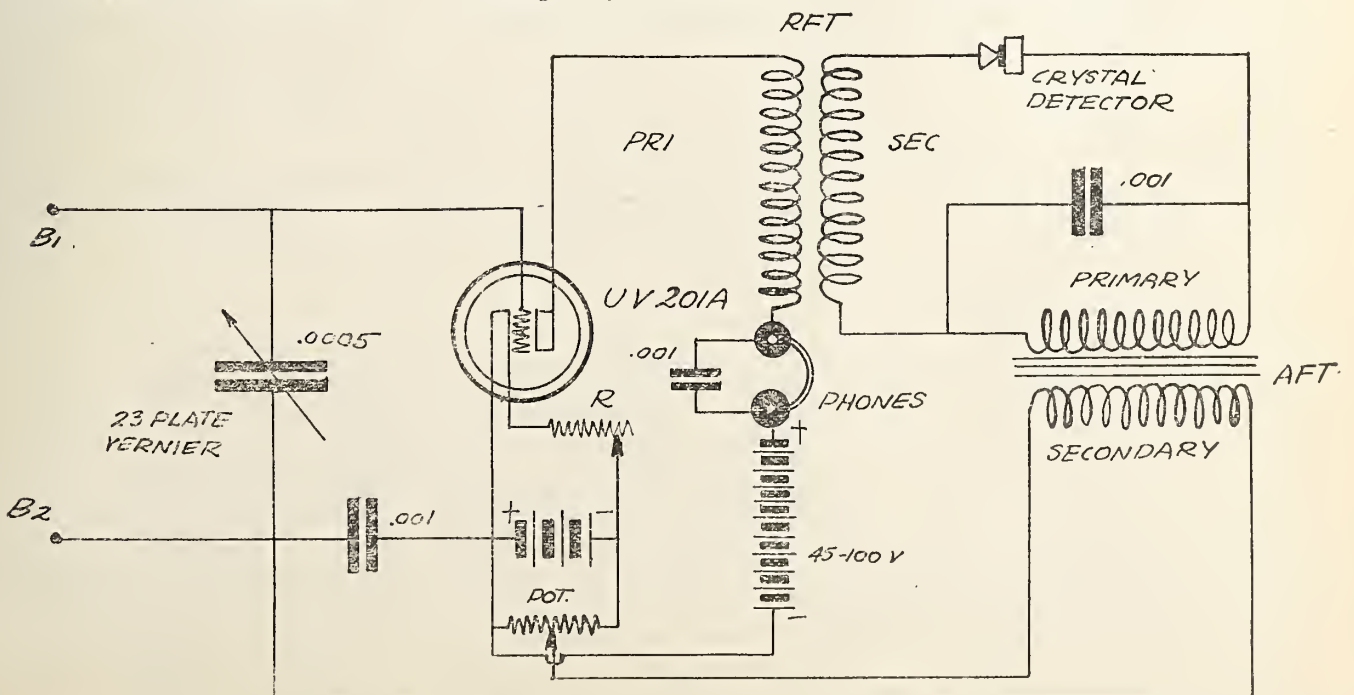 RFT
CRYSTAL
DETECTOR
PRI
SEC
.001
B1.
UV 201A
PRIMARY
.0005
.001
AFT.
R
PHONES
+
23 PLATE
VERNIER
SECONDARY
B2
.001
+
-
45-100 V
POT.
-